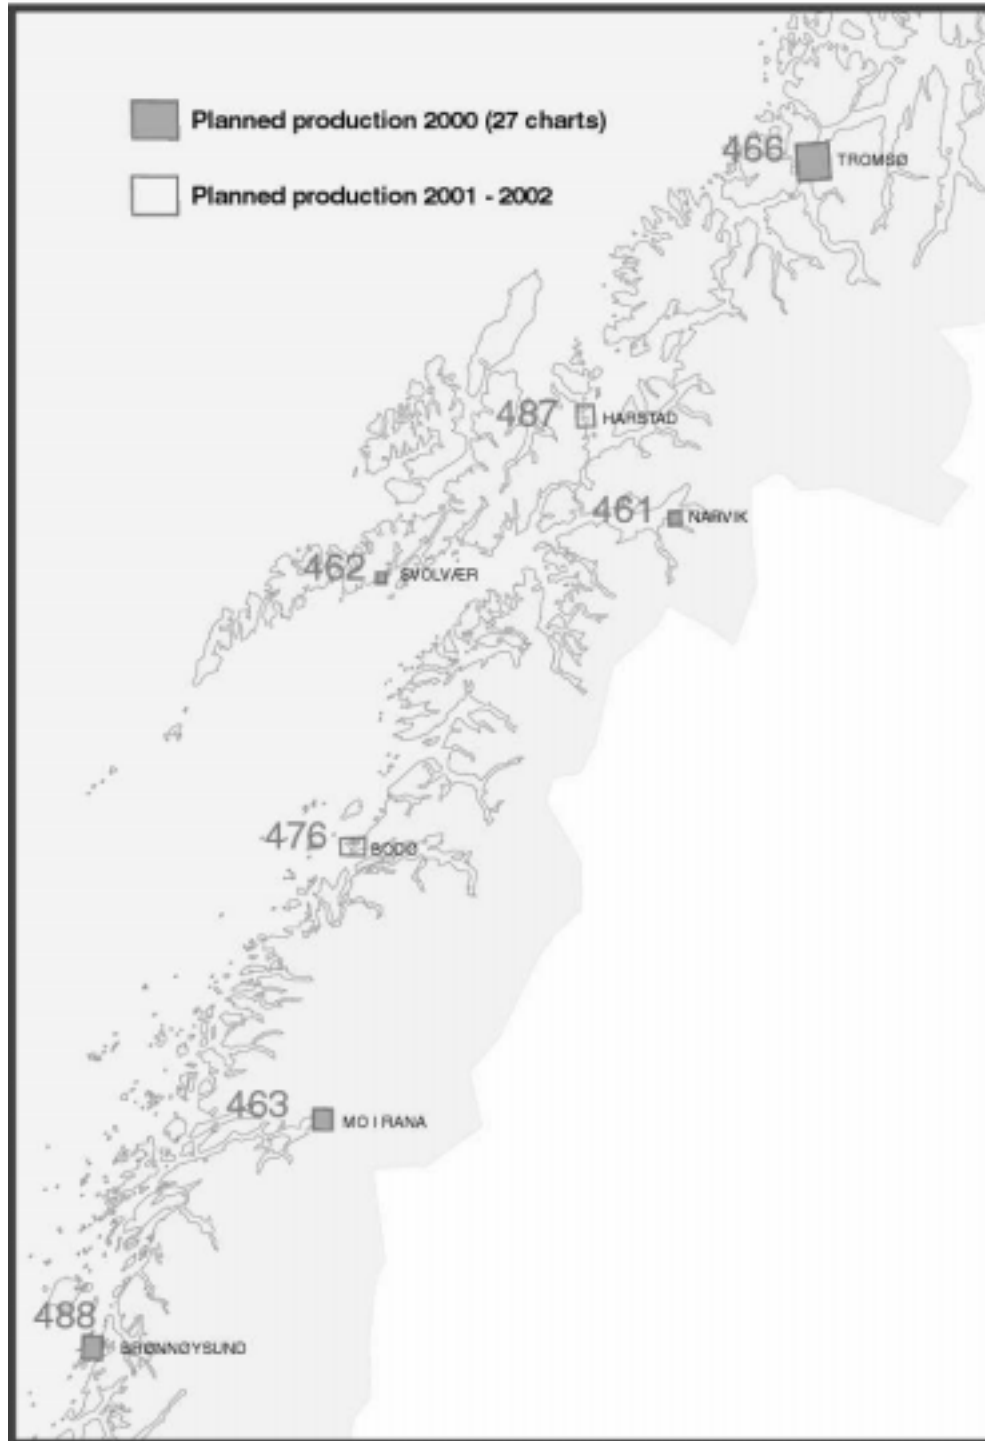 Planned production 2000 (27 charts)
Planned production 2001 - 2002
466 TROMSØ
487 HARSTAD
461 NARVIK
462 SVOLVÆR
476 BODØ
463 MO I RANA
488 BRØNNØYSUND